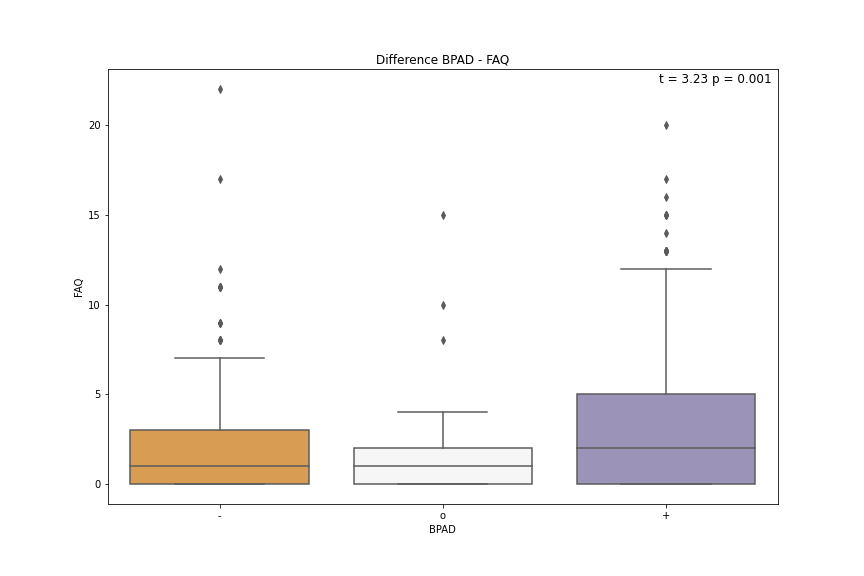 Difference BPAD - FAQ
t = 3.23 p = 0.001
20
15
10
5
0
FAQ
- o +
BPAD